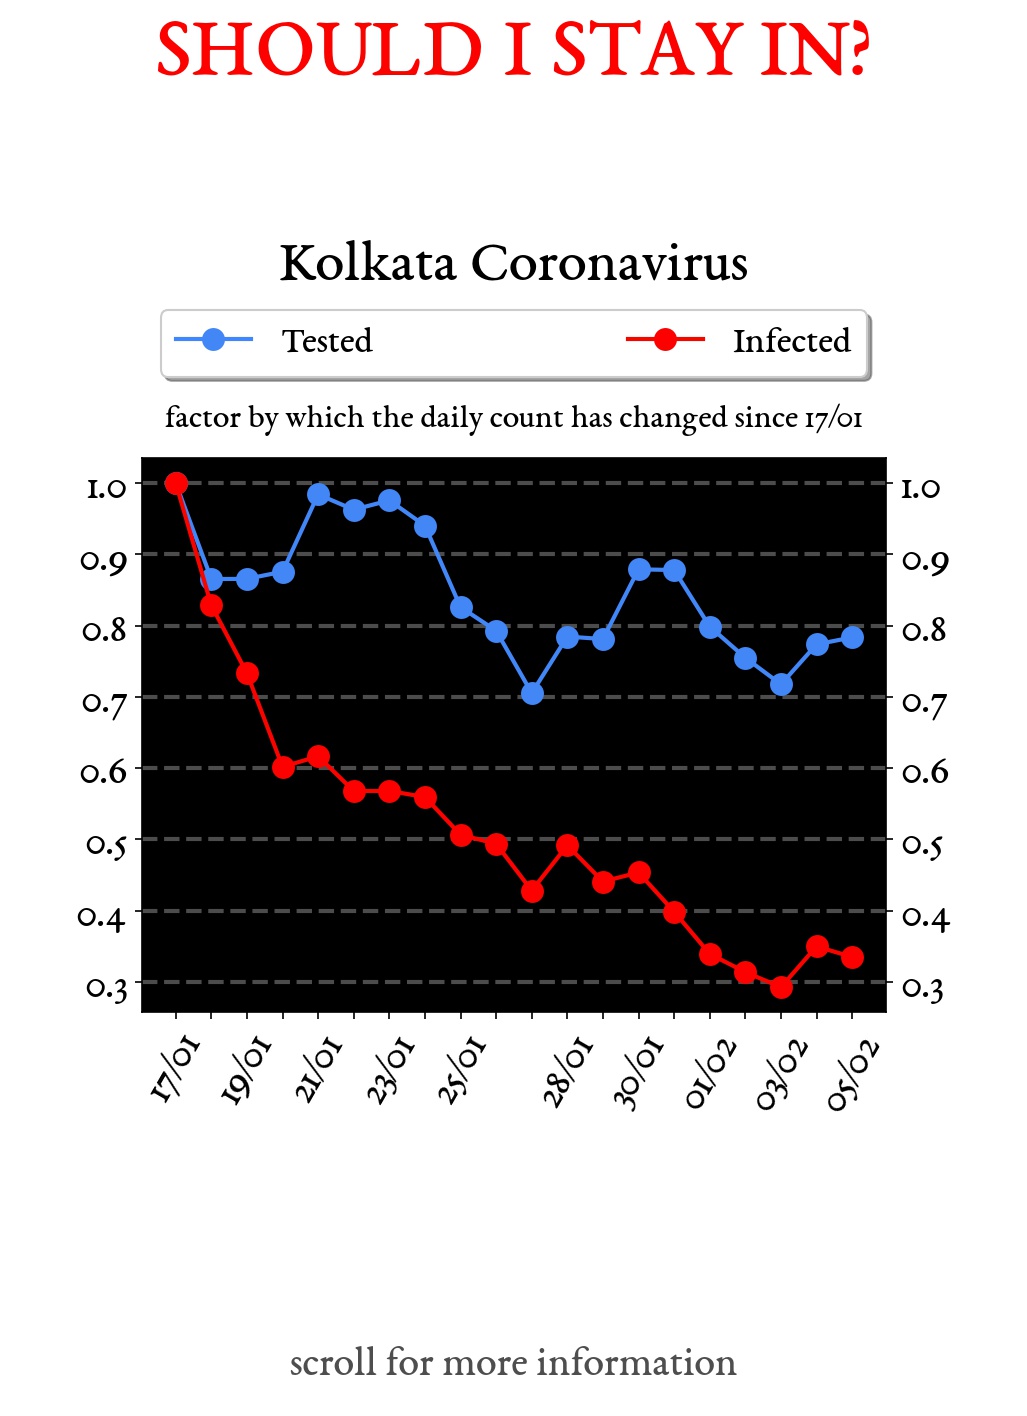 SHOULD I STAY IN?
Kolkata Coronavirus
Tested Infected
factor by which the daily count has changed since 17/01
1.0 1.0
0.9 0.9
0.8 0.8
0.7 0.7
0.6 0.6
0.5 0.5
0.4 0.4
0.3 0.3
17/01 19/01 21/01 23/01 25/01 28/01 30/01 01/02 03/02 05/02
scroll for more information